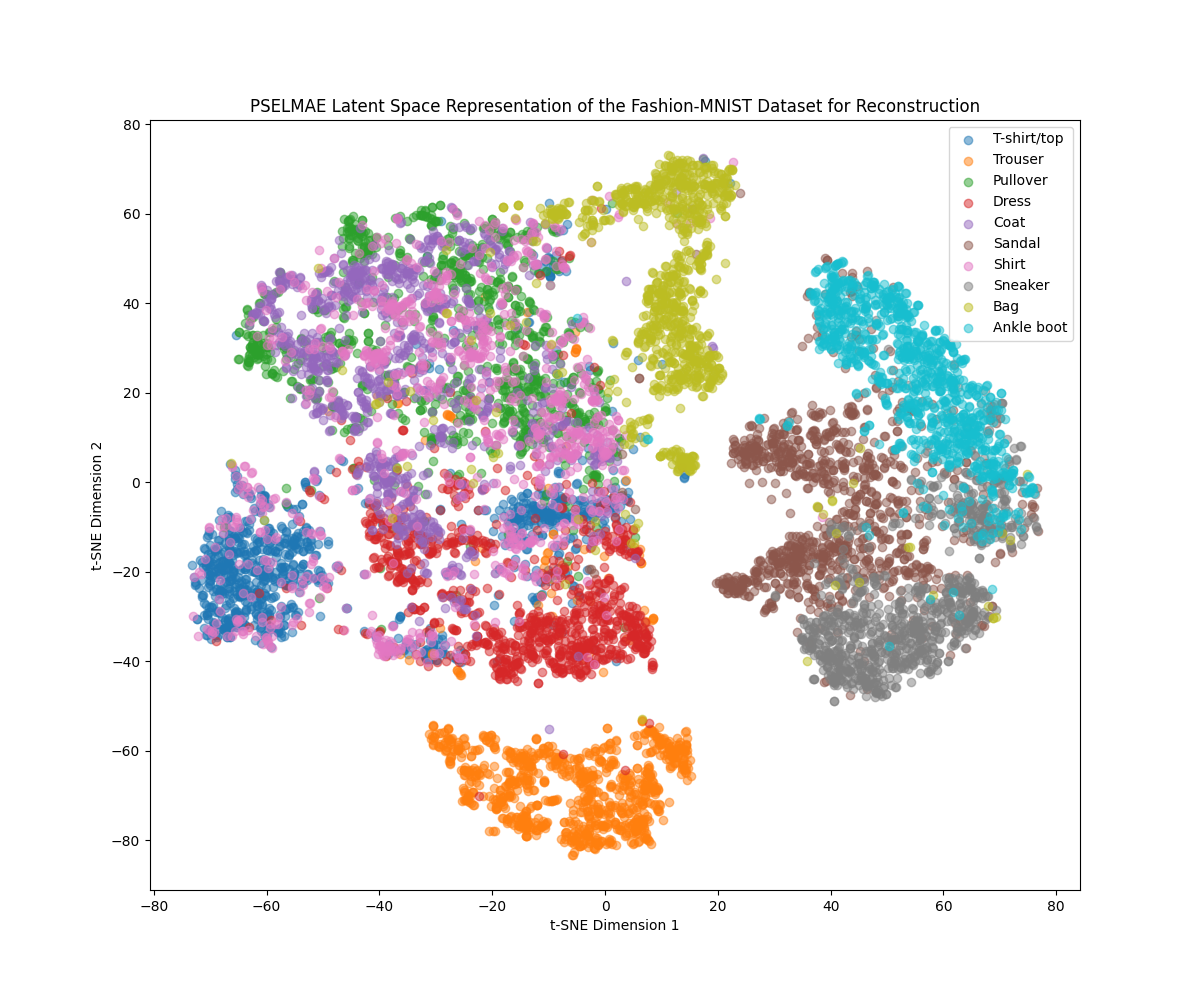 PSELMAE Latent Space Representation of the Fashion-MNIST Dataset for Reconstruction
80
60
40
20
0
−20
−40
−60
−80
t-SNE Dimension 2
T-shirt/top
Trouser
Pullover
Dress
Coat
Sandal
Shirt
Sneaker
Bag
Ankle boot
−80 −60 −40 −20 0 20 40 60 80
t-SNE Dimension 1